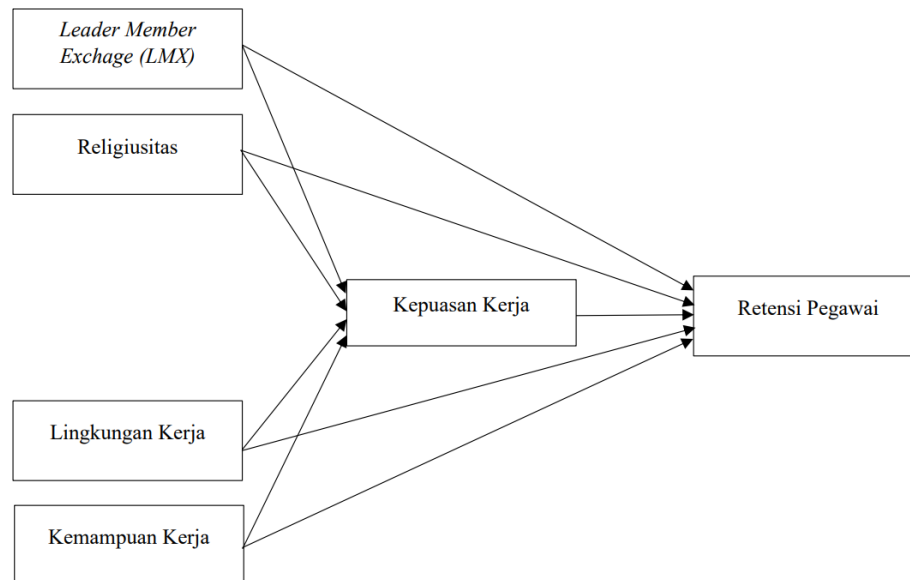 Leader Member
Exchage (LMX)
Religiusitas
Kepuasan Kerja
Retensi Pegawai
Lingkungan Kerja
Kemampuan Kerja